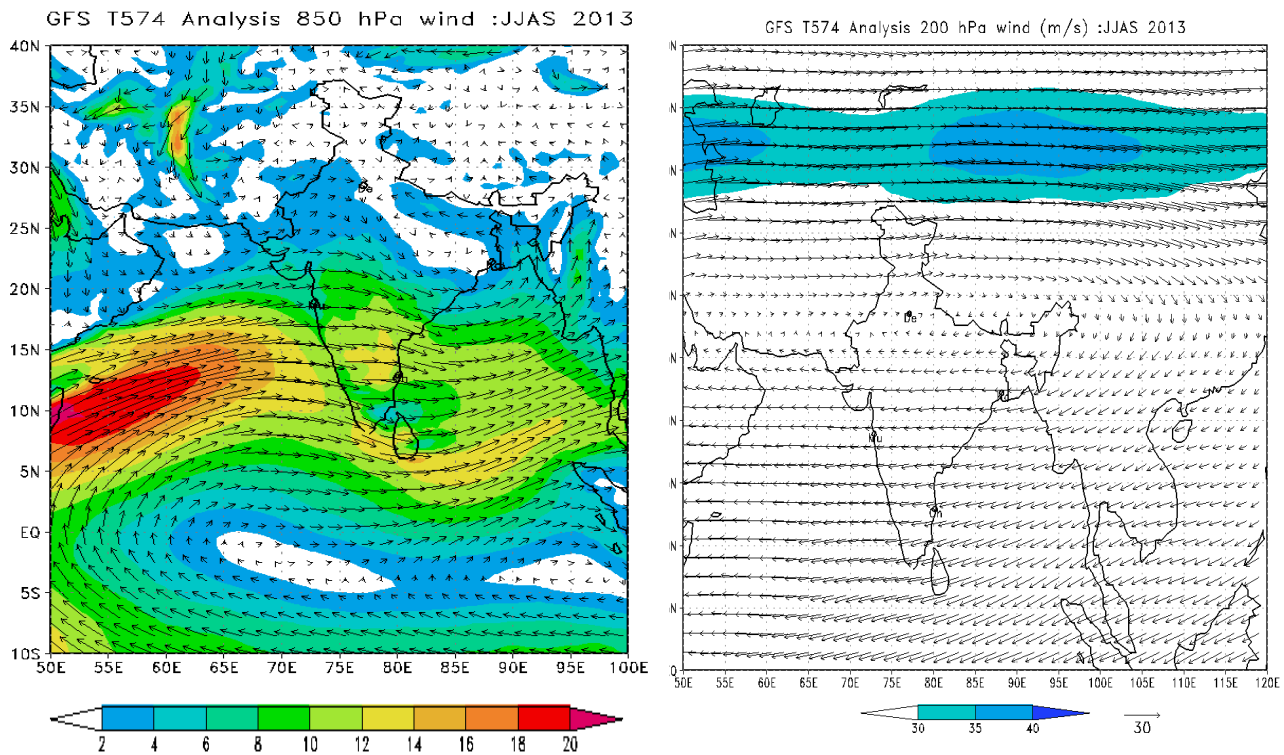 GFS T574 Analysis 850 hPa wind :JJAS 2013
40N
35N
30N
25N
20N
15N
10N
5N
EQ
5S
10S
50E 55E 60E 65E 70E 75E 80E 85E 90E 95E 100E
2 4 6 8 10 12 14 16 18 20
GFS T574 Analysis 200 hPa wind (m/s) :JJAS 2013
De
Mu
Ch
50E 55E 60E 65E 70E 75E 80E 85E 90E 95E 100E 105E 110E 115E 120E
30 35 40
30